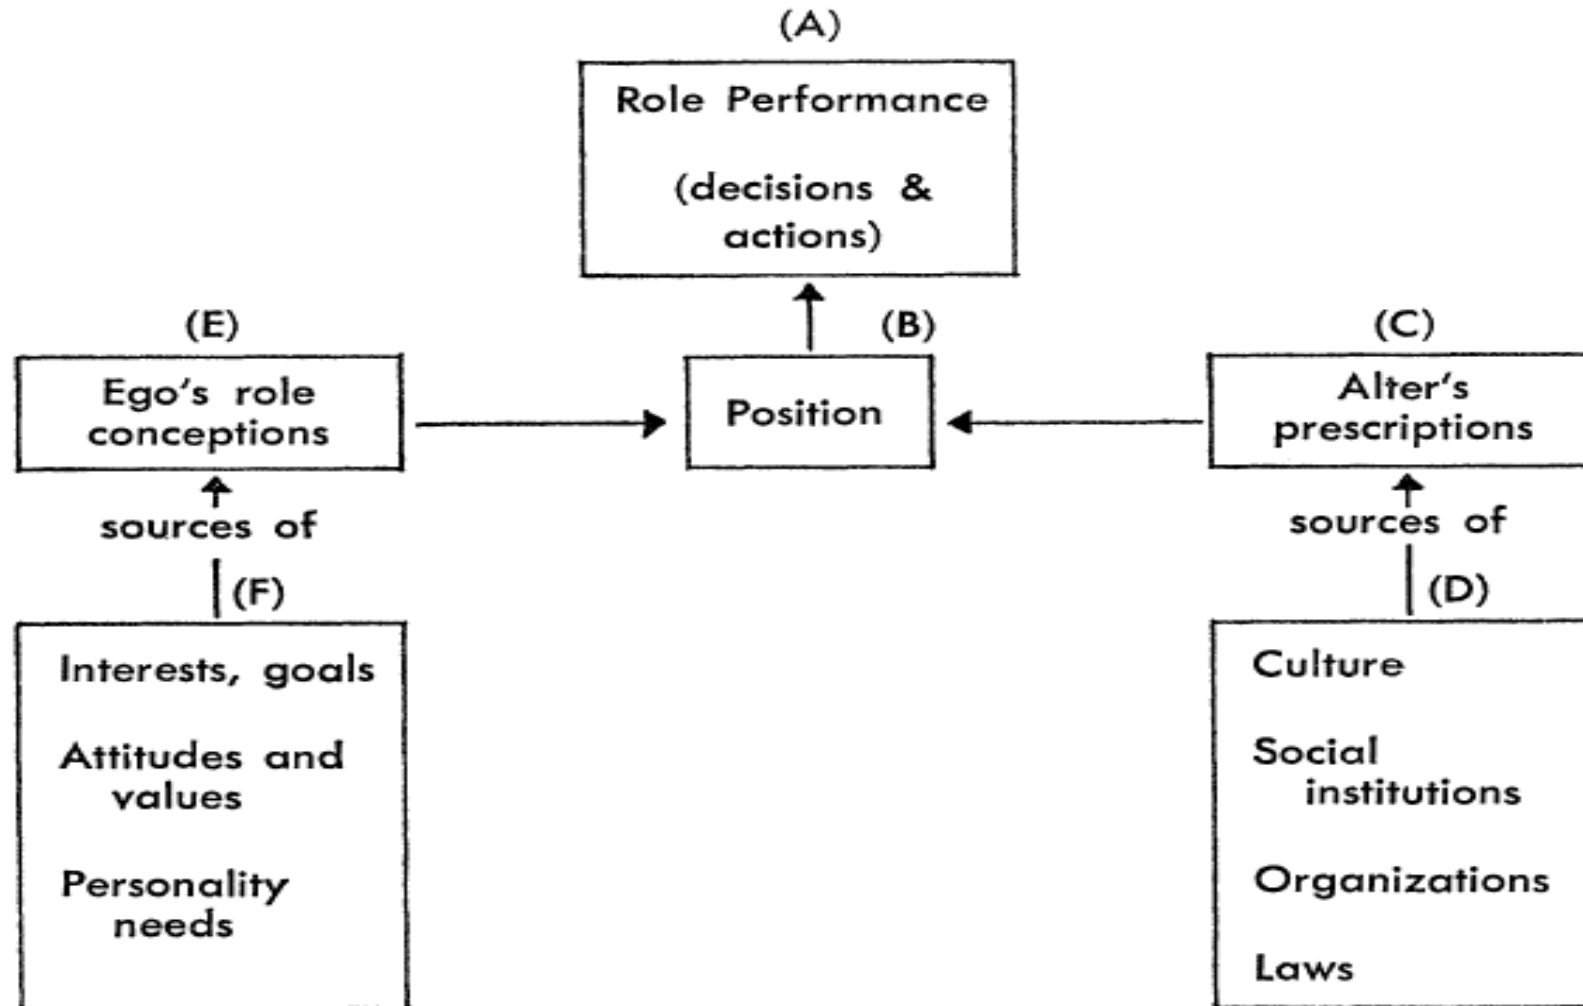 (A)
Role Performance
(decisions &
actions)
(E)
Ego's role
conceptions
(B)
Position
(C)
Alter's
prescriptions
sources of
(F)
Interests, goals
Attitudes and
values
Personality
needs
sources of
(D)
Culture
Social
institutions
Organizations
Laws